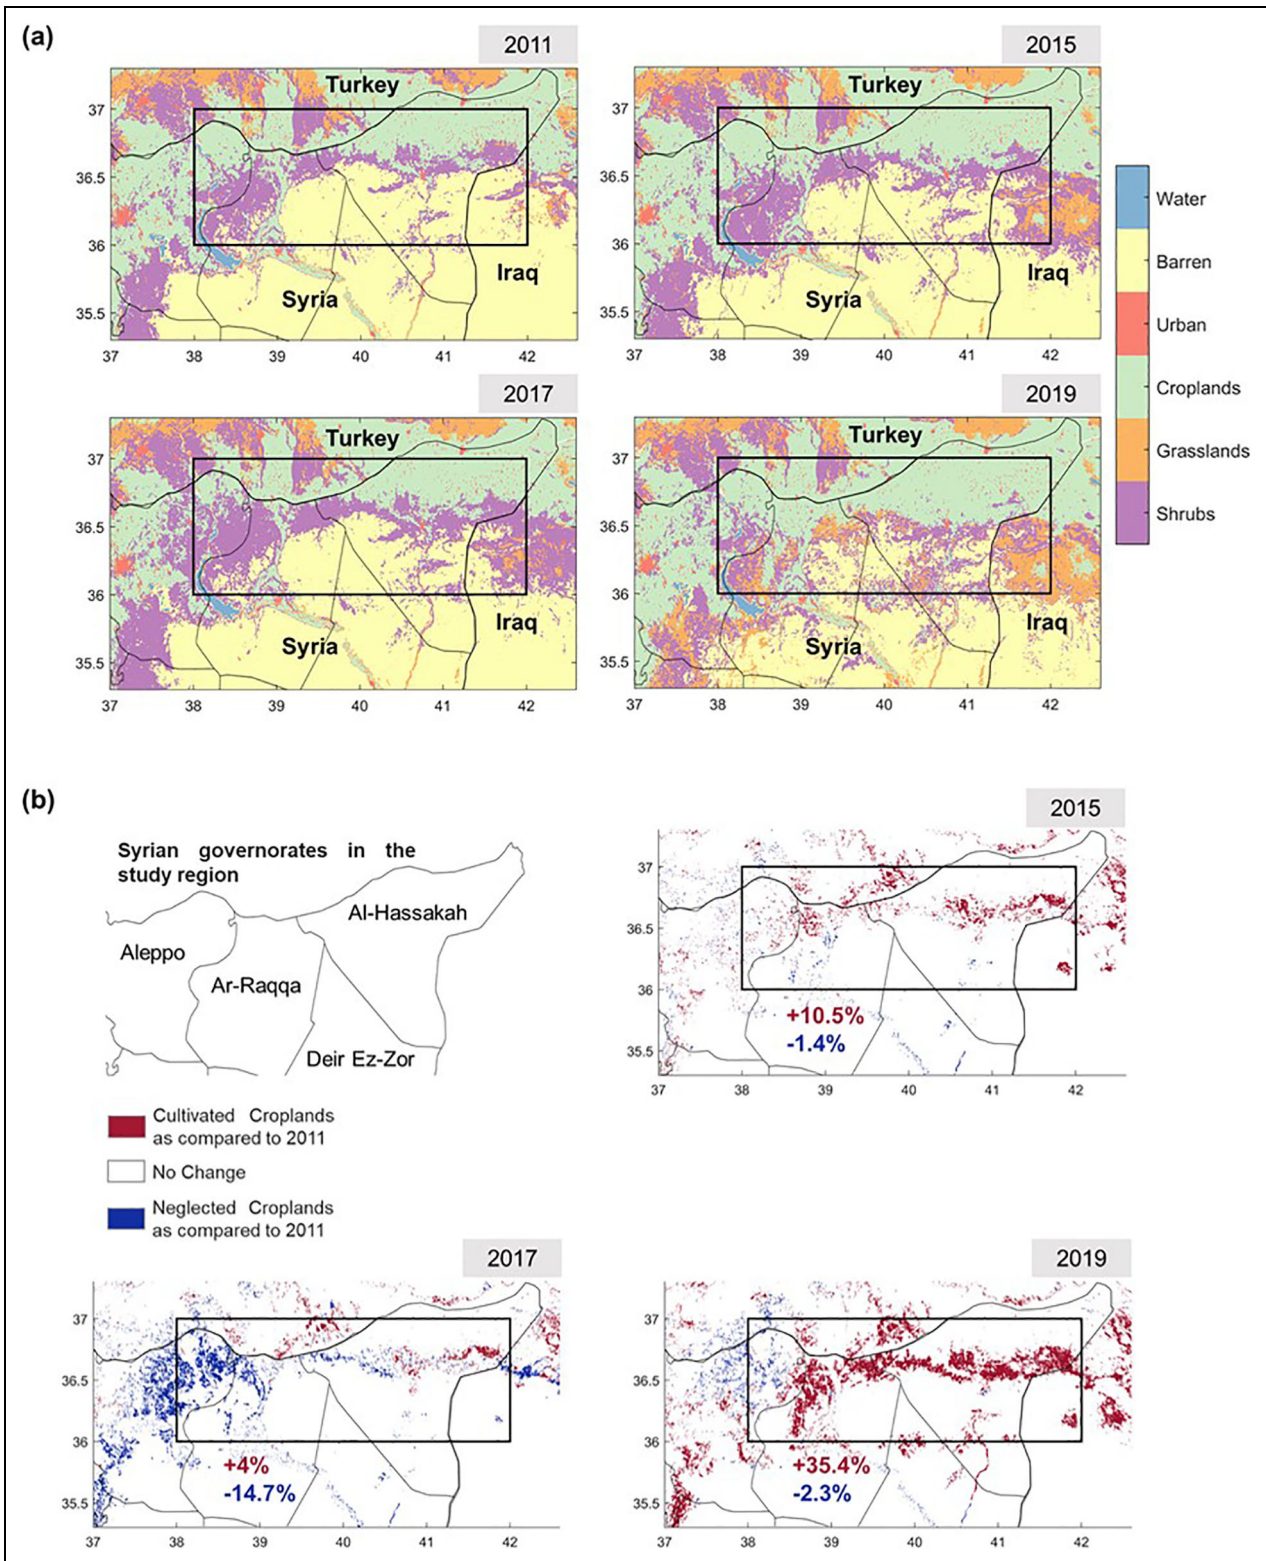 (a)
2011
Turkey
37
36.5
36
35.5
Syria
Iraq
37 38 39 40 41 42
2015
Turkey
37
36.5
36
35.5
Syria
Iraq
37 38 39 40 41 42
Water
Barren
Urban
Croplands
Grasslands
Shrubs
2017
Turkey
37
36.5
36
35.5
Syria
Iraq
37 38 39 40 41 42
2019
Turkey
37
36.5
36
35.5
Syria
Iraq
37 38 39 40 41 42
(b)
Syrian governorates in the
study region
Al-Hassakah
Aleppo
Ar-Raqqa
Deir Ez-Zor
2015
37
36.5
36
35.5
+10.5%
-1.4%
37 38 39 40 41 42
Cultivated Croplands
as compared to 2011
No Change
Neglected Croplands
as compared to 2011
2017
37
36.5
36
35.5
+4%
-14.7%
37 38 39 40 41 42
2019
37
36.5
36
35.5
+35.4%
-2.3%
37 38 39 40 41 42